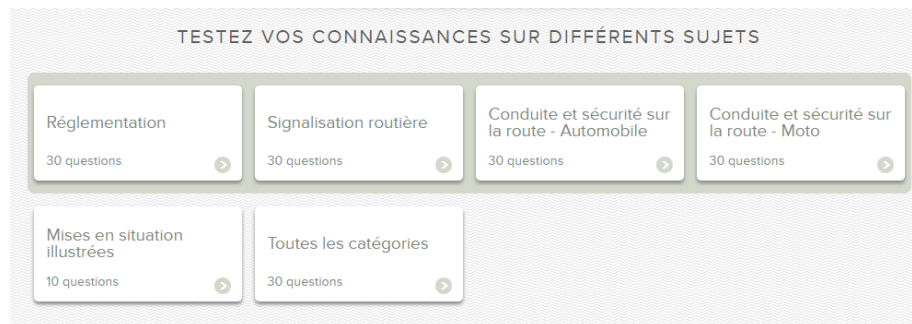 TESTEZ VOS CONNAISSANCES SUR DIFFÉRENTS SUJETS
Réglementation
30 questions
Signalisation routière
30 questions
Conduite et sécurité sur
la route - Automobile
30 questions
Conduite et sécurité sur
la route - Moto
30 questions
Mises en situation
illustrées
10 questions
Toutes les catégories
30 questions